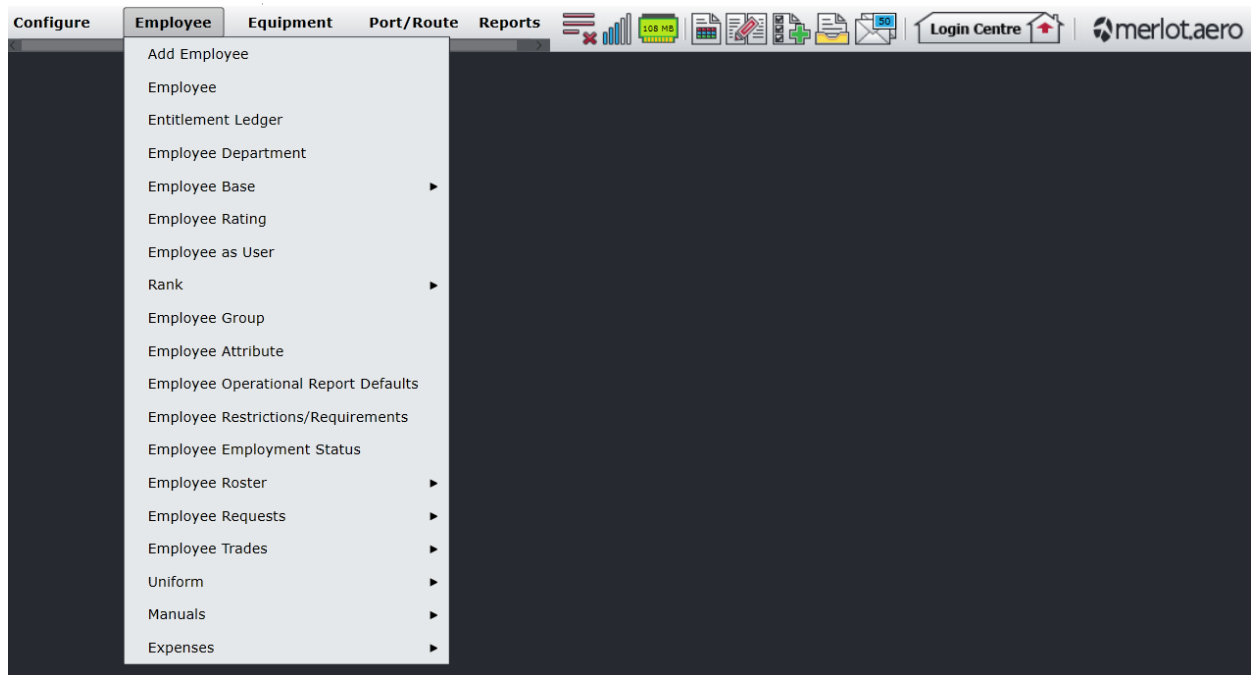 Configure Employee Equipment Port/Route Reports 108 MB 50 Login Centre merlot.aero
Add Employee
Employee
Entitlement Ledger
Employee Department
Employee Base
Employee Rating
Employee as User
Rank
Employee Group
Employee Attribute
Employee Operational Report Defaults
Employee Restrictions/Requirements
Employee Employment Status
Employee Roster
Employee Requests
Employee Trades
Uniform
Manuals
Expenses